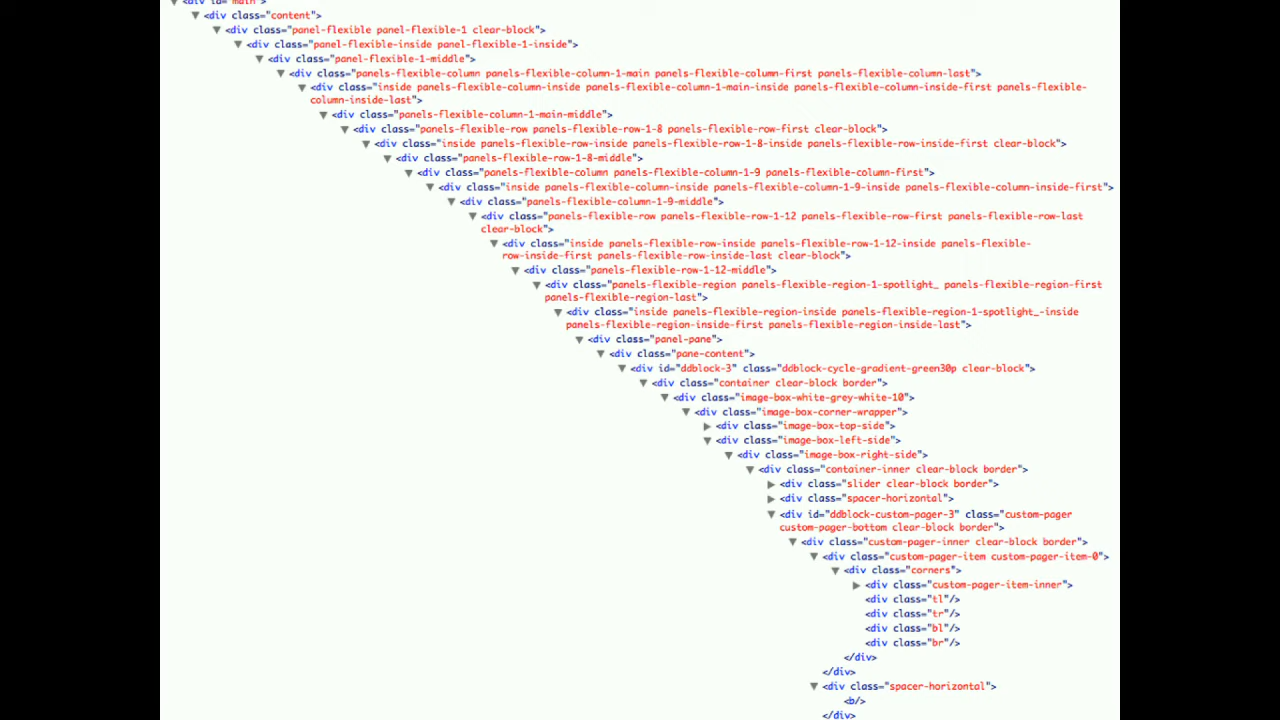 <div id="main">
<div class="content">
<div class="panel-flexible panel-flexible-1 clear-block">
<div class="panel-flexible-inside panel-flexible-1-inside">
<div class="panel-flexible-1-middle">
<div class="panels-flexible-column panels-flexible-column-1-main panels-flexible-column-first panels-flexible-column-last">
<div class="inside panels-flexible-column-inside panels-flexible-column-1-main-inside panels-flexible-column-inside-first panels-flexible-
column-inside-last">
<div class="panels-flexible-column-1-main-middle">
<div class="panels-flexible-row panels-flexible-row-1-8 panels-flexible-row-first clear-block">
<div class="inside panels-flexible-row-inside panels-flexible-row-1-8-inside panels-flexible-row-inside-first clear-block">
<div class="panels-flexible-row-1-8-middle">
<div class="panels-flexible-column panels-flexible-column-1-9 panels-flexible-column-first">
<div class="inside panels-flexible-column-inside panels-flexible-column-1-9-inside panels-flexible-column-inside-first">
<div class="panels-flexible-column-1-9-middle">
<div class="panels-flexible-row panels-flexible-row-1-12 panels-flexible-row-first panels-flexible-row-last
clear-block">
<div class="inside panels-flexible-row-inside panels-flexible-row-1-12-inside panels-flexible-
row-inside-first panels-flexible-row-inside-last clear-block">
<div class="panels-flexible-row-1-12-middle">
<div class="panels-flexible-region panels-flexible-region-1-spotlight_ panels-flexible-region-first
panels-flexible-region-last">
<div class="inside panels-flexible-region-inside panels-flexible-region-1-spotlight_-inside
panels-flexible-region-inside-first panels-flexible-region-inside-last">
<div class="panel-pane">
<div class="pane-content">
<div id="ddblock-3" class="ddblock-cycle-gradient-green30p clear-block">
<div class="container clear-block border">
<div class="image-box-white-grey-white-10">
<div class="image-box-corner-wrapper">
<div class="image-box-top-side">
<div class="image-box-left-side">
<div class="image-box-right-side">
<div class="container-inner clear-block border">
<div class="slider clear-block border">
<div class="spacer-horizontal">
<div id="ddblock-custom-pager-3" class="custom-pager
custom-pager-bottom clear-block border">
<div class="custom-pager-inner clear-block border">
<div class="custom-pager-item custom-pager-item-0">
<div class="corners">
<div class="custom-pager-item-inner">
<div class="tl"/>
<div class="tr"/>
<div class="bl"/>
<div class="br"/>
</div>
</div>
<div class="spacer-horizontal">
<b/>
</div>